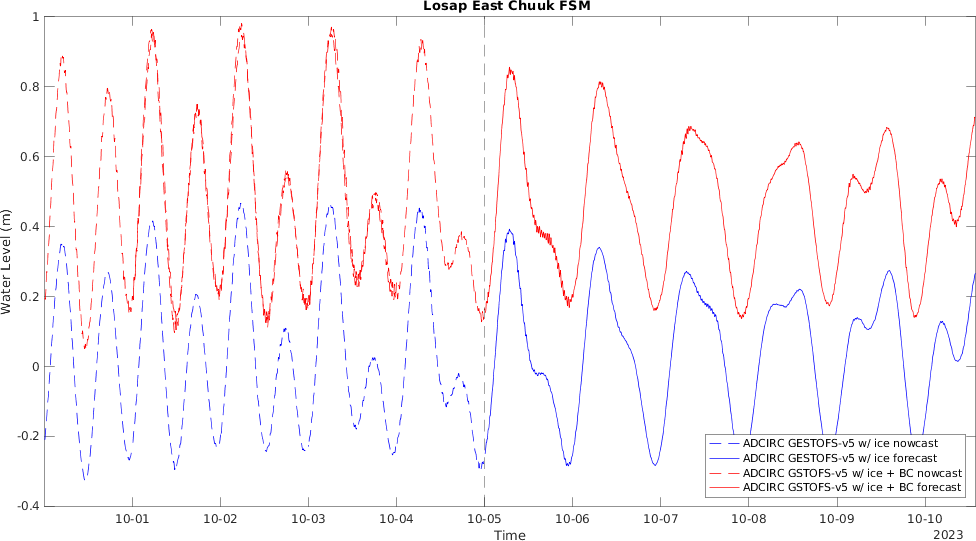 Losap East Chuuk FSM
1
0.8
0.6
0.4
0.2
0
-0.2
-0.4
Water Level (m)
ADCIRC GESTOFS-v5 w/ ice nowcast
ADCIRC GESTOFS-v5 w/ ice forecast
ADCIRC GSTOFS-v5 w/ ice + BC nowcast
ADCIRC GSTOFS-v5 w/ ice + BC forecast
10-01 10-02 10-03 10-04 10-05 10-06 10-07 10-08 10-09 10-10
Time
2023